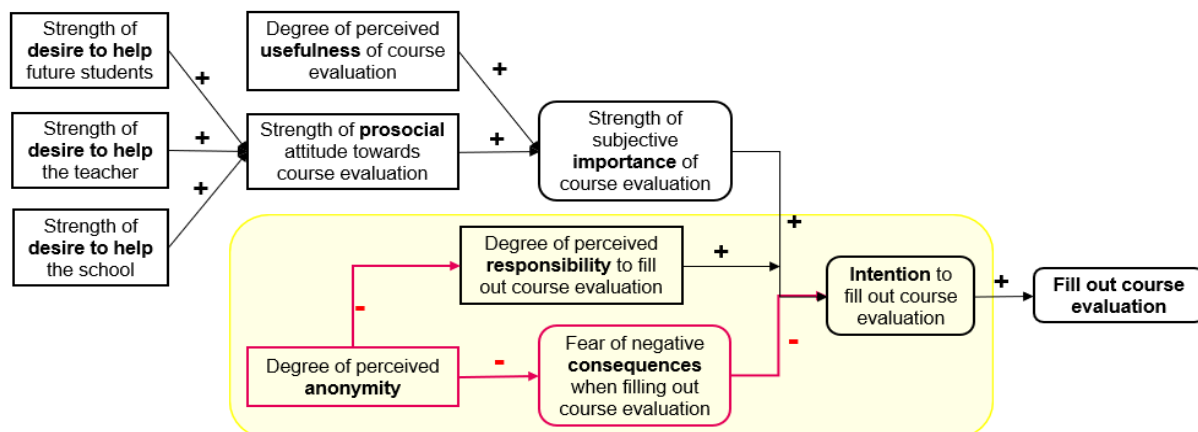 Strength of
desire to help
future students
Degree of perceived
usefulness of course
evaluation
+
+
Strength of
desire to help
the teacher
+
Strength of prosocial
attitude towards
course evaluation
+
Strength of
subjective
importance of
course evaluation
+
Strength of
desire to help
the school
+
Degree of perceived
responsibility to fill
out course evaluation
+
Intention to
fill out course
evaluation
+
Fill out course
evaluation
-
Degree of perceived
anonymity
-
Fear of negative
consequences
when filling out
course evaluation
-